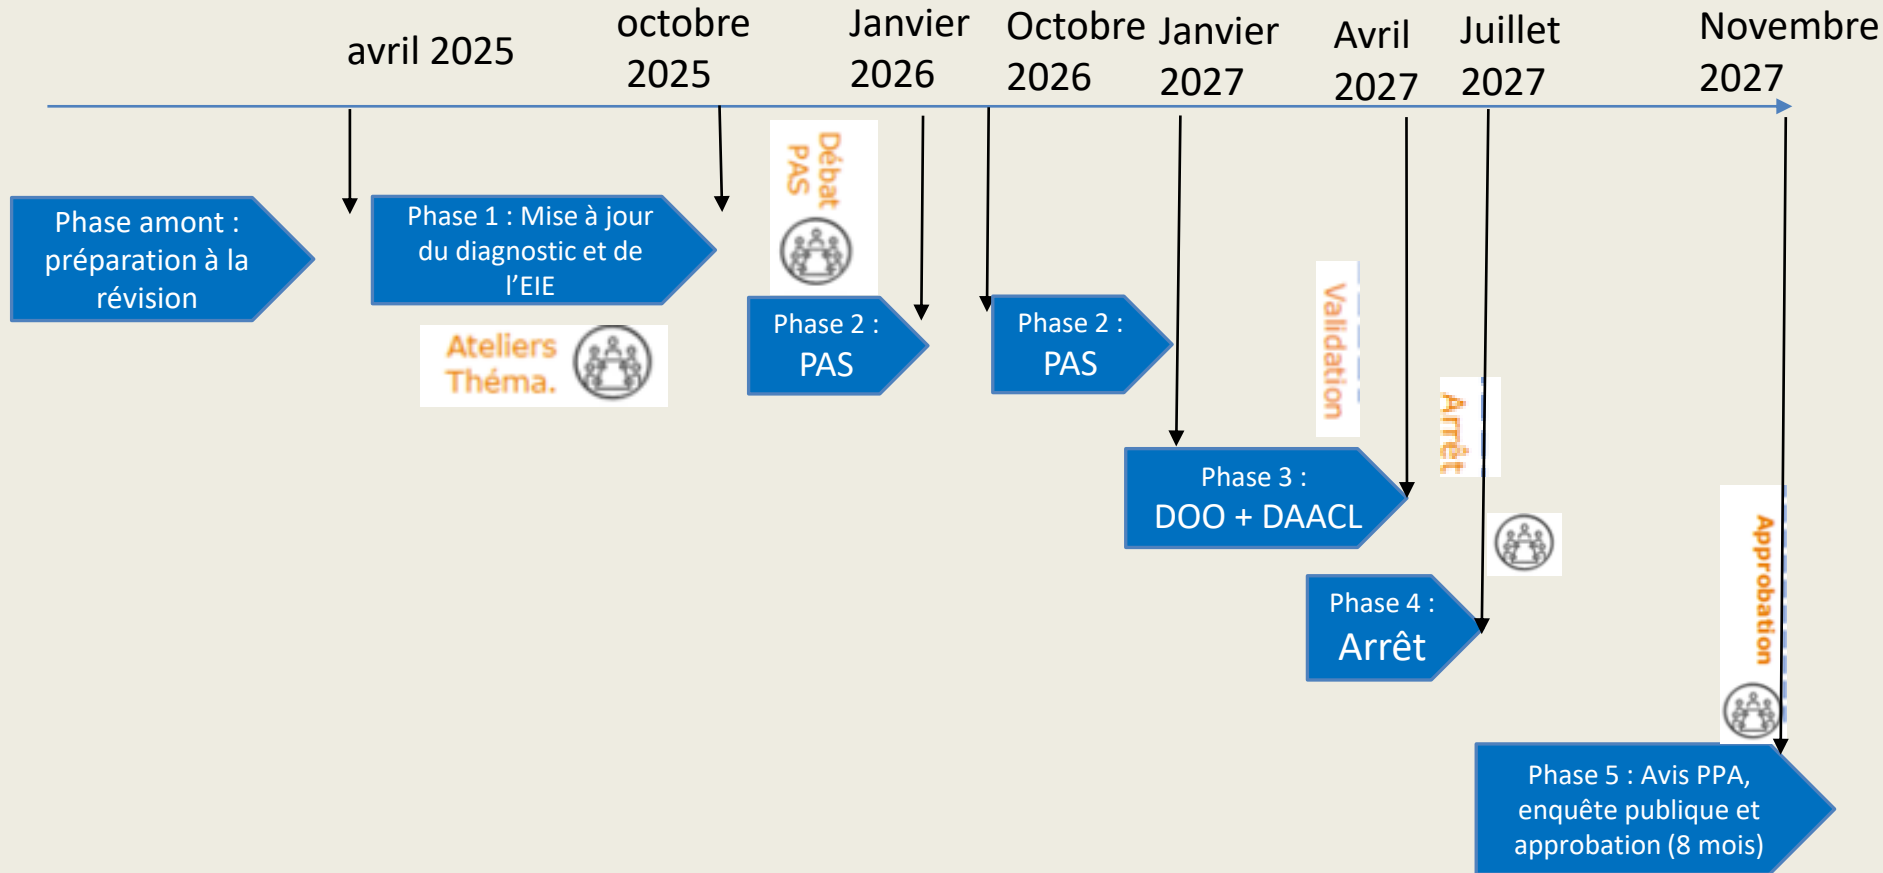 avril 2025
octobre
2025
Janvier
2026
Octobre
2026
Janvier
2027
Avril
2027
Juillet
2027
Novembre
2027
Phase amont :
préparation à la
révision
Phase 1 : Mise à jour
du diagnostic et de
l’EIE
Ateliers
Théma.
Débat
PAS
Phase 2 :
PAS
Phase 2 :
PAS
Validation
Phase 3 :
DOO + DAACL
Arrêt
Phase 4 :
Arrêt
Approbation
Phase 5 : Avis PPA,
enquête publique et
approbation (8 mois)